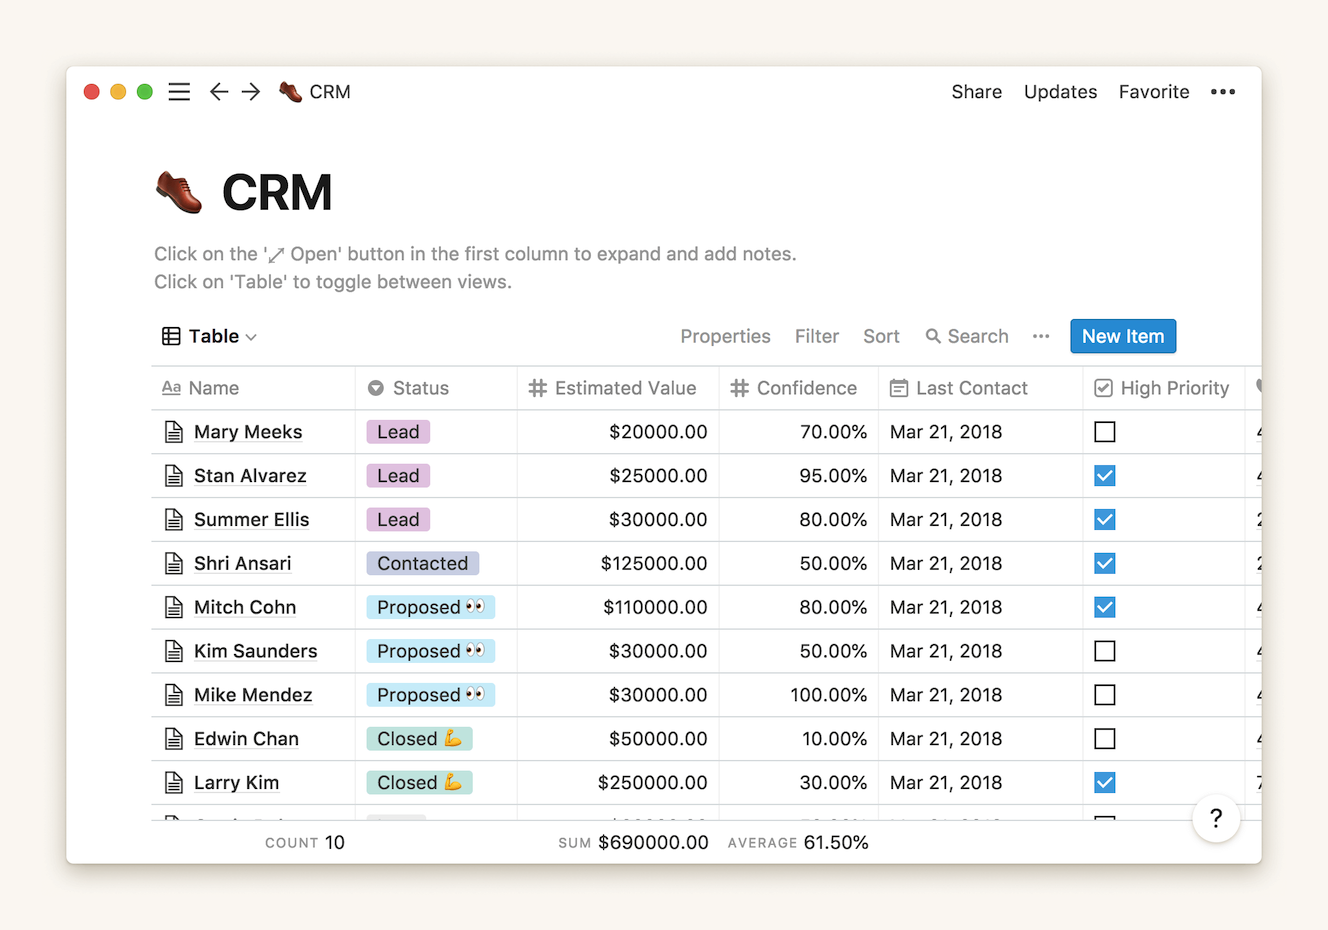 CRM Share Updates Favorite
CRM
Click on the '⤢ Open' button in the first column to expand and add notes.
Click on 'Table' to toggle between views.
Table Properties Filter Sort Search New Item
Aa Name Status Estimated Value Confidence Last Contact High Priority
Mary Meeks Lead $20000.00 70.00% Mar 21, 2018
Stan Alvarez Lead $25000.00 95.00% Mar 21, 2018
Summer Ellis Lead $30000.00 80.00% Mar 21, 2018
Shri Ansari Contacted $125000.00 50.00% Mar 21, 2018
Mitch Cohn Proposed 👀 $110000.00 80.00% Mar 21, 2018
Kim Saunders Proposed 👀 $30000.00 50.00% Mar 21, 2018
Mike Mendez Proposed 👀 $30000.00 100.00% Mar 21, 2018
Edwin Chan Closed 💪 $50000.00 10.00% Mar 21, 2018
Larry Kim Closed 💪 $250000.00 30.00% Mar 21, 2018
COUNT 10 SUM $690000.00 AVERAGE 61.50%
?